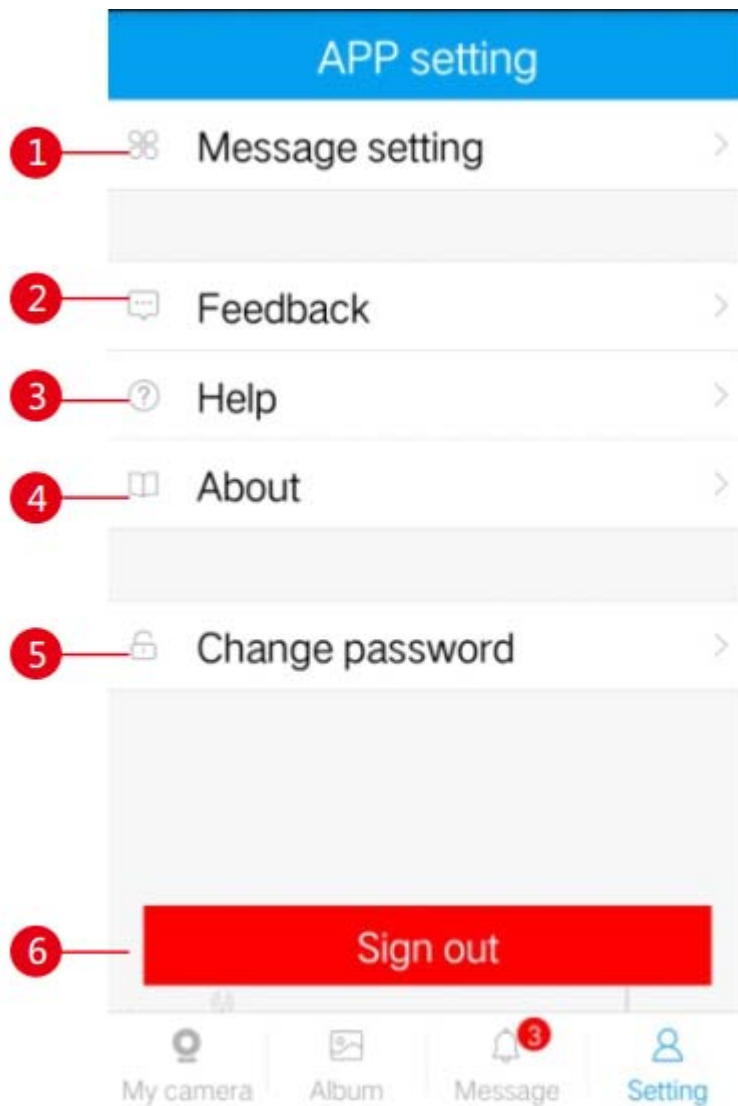 APP setting
1 Message setting
2 Feedback
3 Help
4 About
5 Change password
6 Sign out
3
My camera Album Message Setting